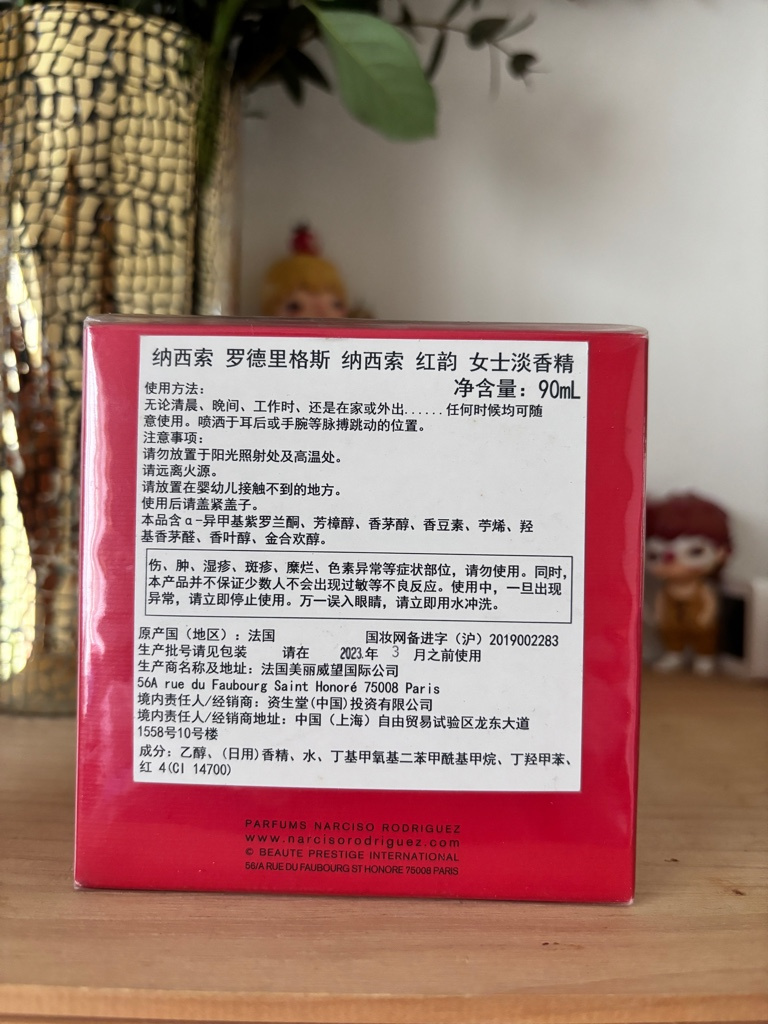 纳西索 罗德里格斯 纳西索 红韵 女士淡香精
净含量：90mL
使用方法：
无论清晨、晚间、工作时、还是在家或外出......任何时候均可随
意使用。喷洒于耳后或手腕等脉搏跳动的位置。
注意事项：
请勿放置于阳光照射处及高温处。
请远离火源。
请放置在婴幼儿接触不到的地方。
使用后请盖紧盖子。
本品含α-异甲基紫罗兰酮、芳樟醇、香茅醇、香豆素、苧烯、羟
基香茅醛、香叶醇、金合欢醇。
伤、肿、湿疹、斑疹、糜烂、色素异常等症状部位，请勿使用。同时，
本产品并不保证少数人不会出现过敏等不良反应。使用中，一旦出现
异常，请立即停止使用。万一误入眼睛，请立即用水冲洗。
原产国（地区）：法国 国妆网备进字（沪）2019002283
生产批号请见包装 请在 2023年 3 月之前使用
生产商名称及地址：法国美丽威望国际公司
56A rue du Faubourg Saint Honoré 75008 Paris
境内责任人/经销商：资生堂(中国)投资有限公司
境内责任人/经销商地址：中国（上海）自由贸易试验区龙东大道
1558号10号楼
成分：乙醇、(日用)香精、水、丁基甲氧基二苯甲酰基甲烷、丁羟甲苯、
红 4(CI 14700)
PARFUMS NARCISO RODRIGUEZ
www.narcisorodriguez.com
© BEAUTE PRESTIGE INTERNATIONAL
56/A RUE DU FAUBOURG ST HONORE 75008 PARIS